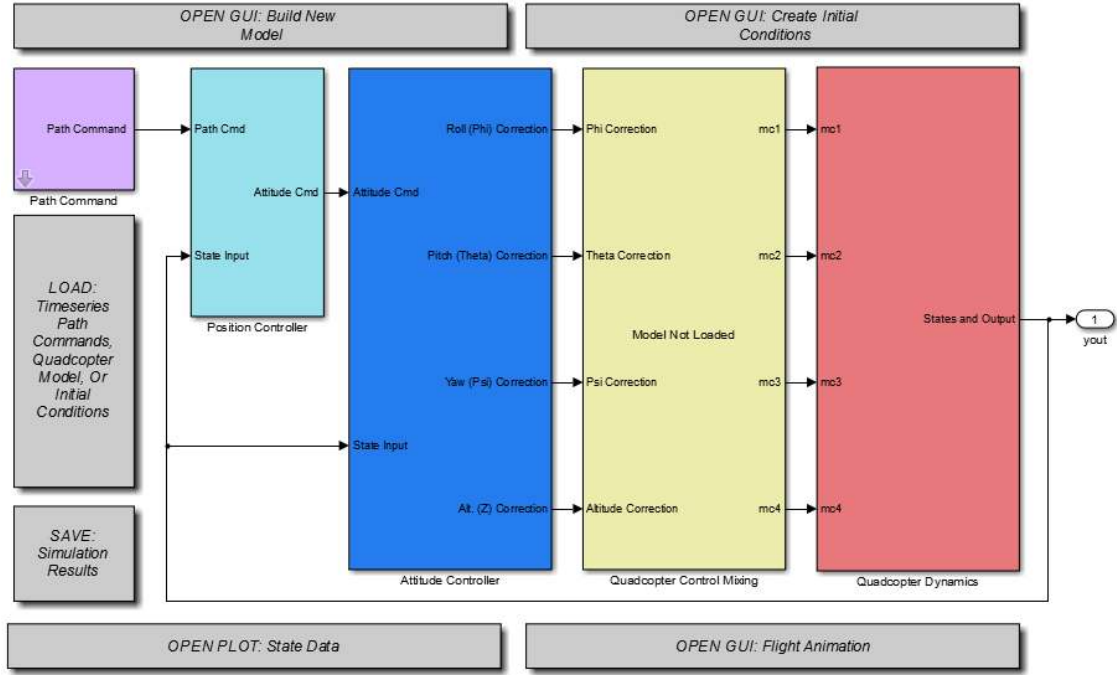 OPEN GUI: Build New
Model
OPEN GUI: Create Initial
Conditions
Path Command
Path Command
Path Cmd
Attitude Cmd
State Input
Position Controller
Roll (Phi) Correction
Attitude Cmd
Pitch (Theta) Correction
Yaw (Psi) Correction
State Input
Alt. (Z) Correction
Attitude Controller
Phi Correction
mc1
Theta Correction
mc2
Model Not Loaded
Psi Correction
mc3
Altitude Correction
mc4
Quadcopter Control Mixing
mc1
mc2
States and Output
mc3
mc4
Quadcopter Dynamics
1
yout
LOAD:
Timeseries
Path
Commands,
Quadcopter
Model, Or
Initial
Conditions
SAVE:
Simulation
Results
OPEN PLOT: State Data
OPEN GUI: Flight Animation